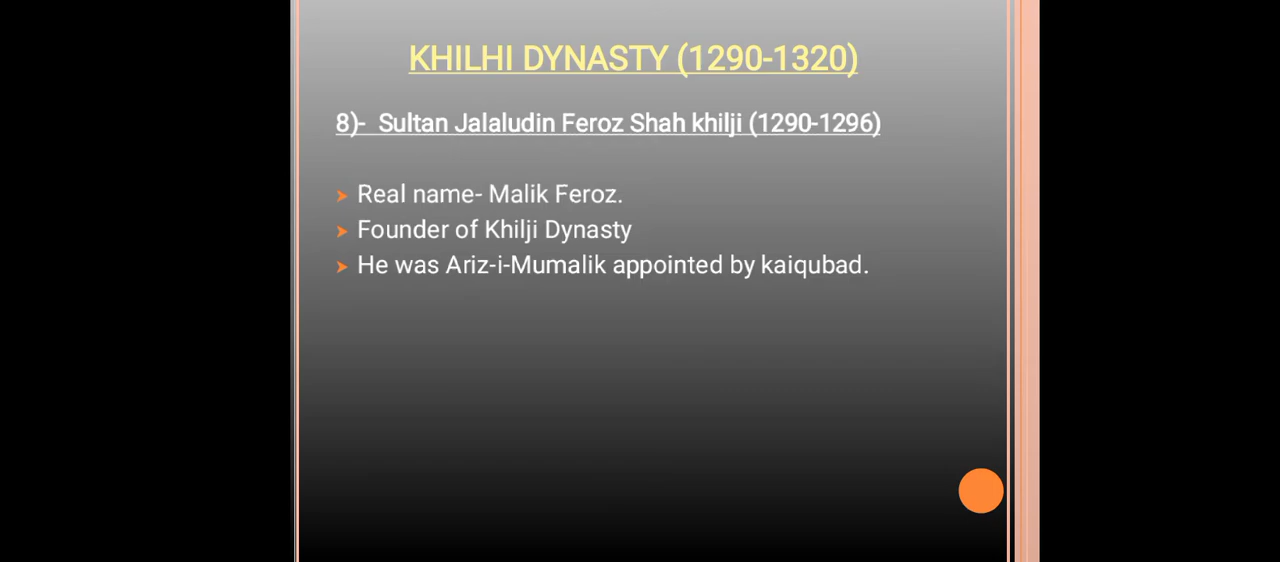 KHILHI DYNASTY (1290-1320)
8)- Sultan Jalaludin Feroz Shah khilji (1290-1296)
Real name- Malik Feroz.
Founder of Khilji Dynasty
He was Ariz-i-Mumalik appointed by kaiqubad.